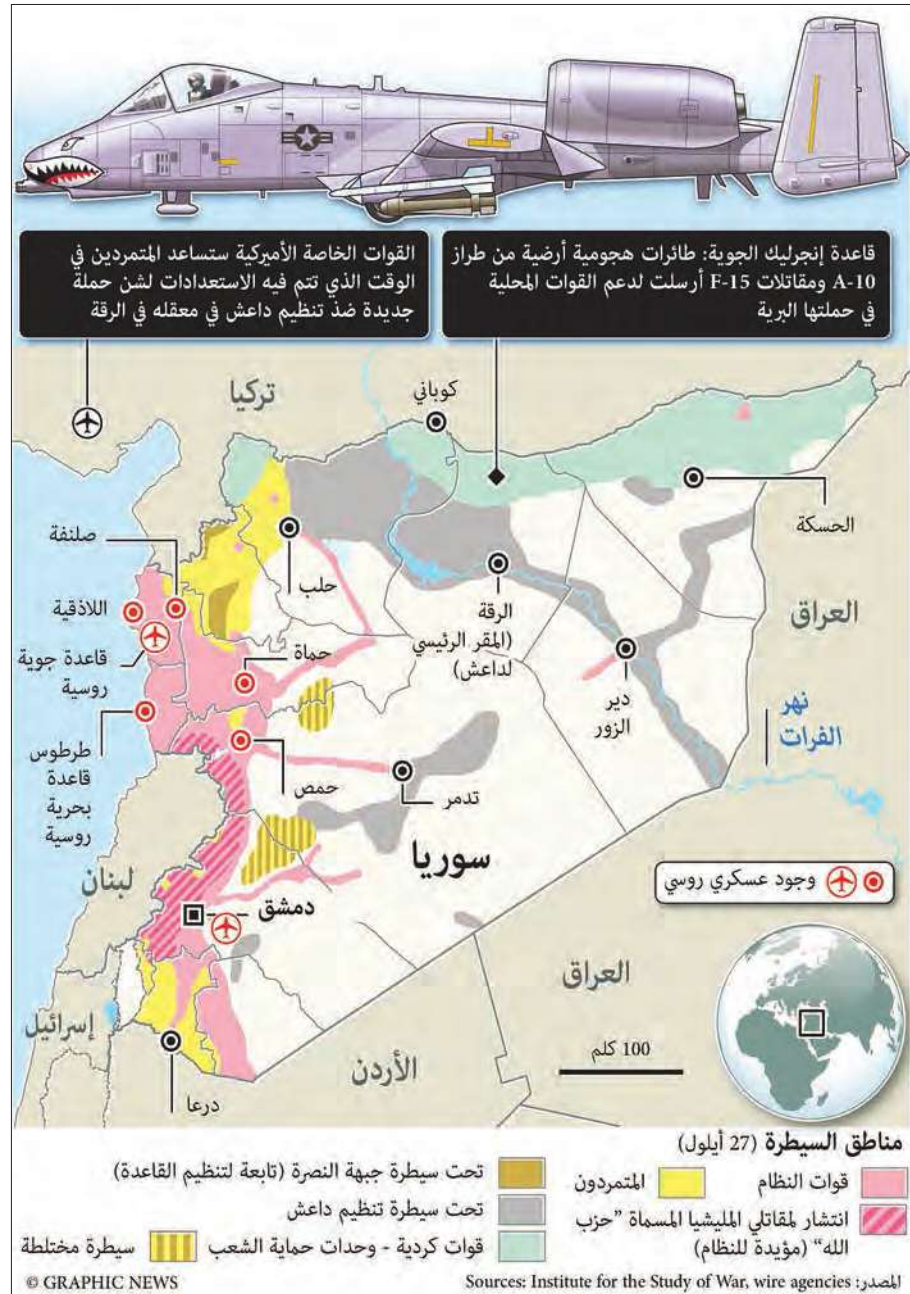 قاعدة إنجرليك الجوية: طائرات هجومية أرضية من طراز
A-10 ومقاتلات F-15 أرسلت لدعم القوات المحلية
في حملتها البرية
القوات الخاصة الأميركية ستساعد المتمردين في
الوقت الذي تتم فيه الاستعدادات لشن حملة
جديدة ضد تنظيم داعش في معقله في الرقة
تركيا
كوباني
الحسكة
صلنفة
حلب
اللاذقية
الرقة
(المقر الرئيسي
لداعش)
العراق
قاعدة جوية
روسية
حماة
دير
الزور
نهر
الفرات
طرطوس
قاعدة
بحرية
روسية
حمص
تدمر
سوريا
لبنان
وجود عسكري روسي
دمشق
العراق
إسرائيل
الأردن
100 كلم
درعا
مناطق السيطرة (27 أيلول)
قوات النظام
المتمردون
تحت سيطرة جبهة النصرة (تابعة لتنظيم القاعدة)
انتشار لمقاتلي المليشيا المسماة "حزب
الله" (مؤيدة للنظام)
تحت سيطرة تنظيم داعش
قوات كردية - وحدات حماية الشعب
سيطرة مختلطة
المصدر: Sources: Institute for the Study of War, wire agencies
© GRAPHIC NEWS